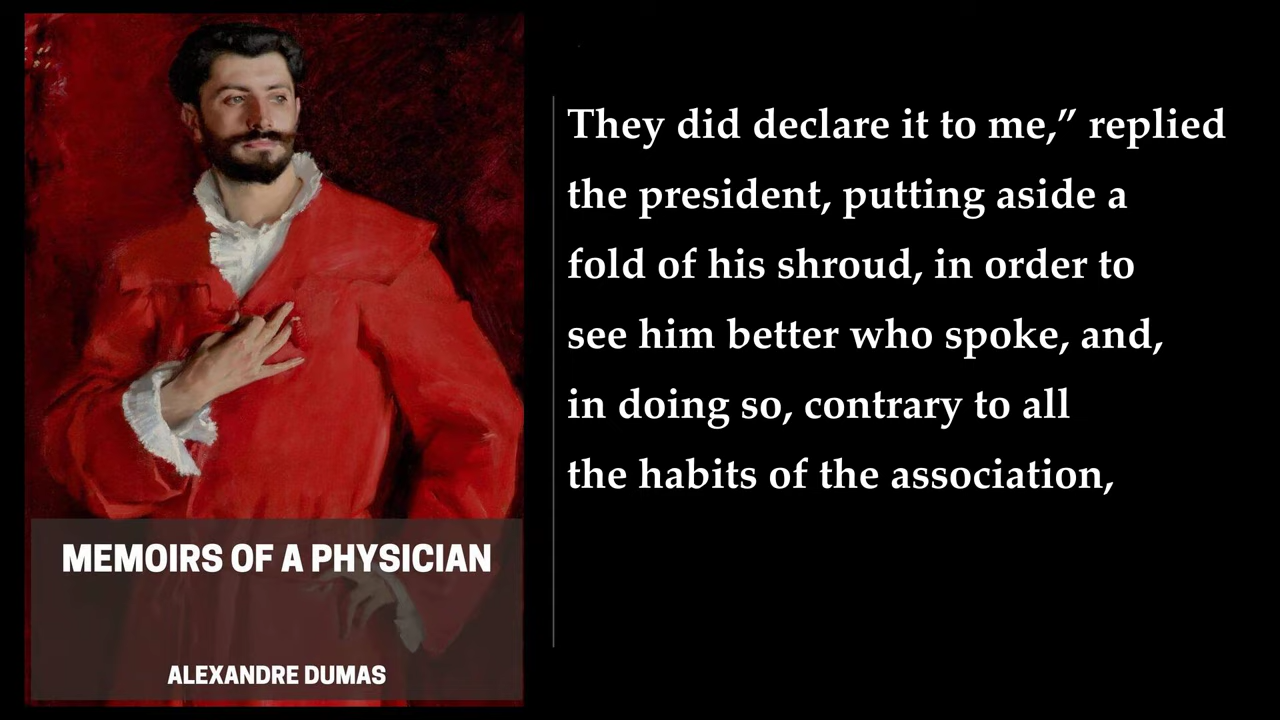 They did declare it to me,” replied
the president, putting aside a
fold of his shroud, in order to
see him better who spoke, and,
in doing so, contrary to all
the habits of the association,
MEMOIRS OF A PHYSICIAN
ALEXANDRE DUMAS